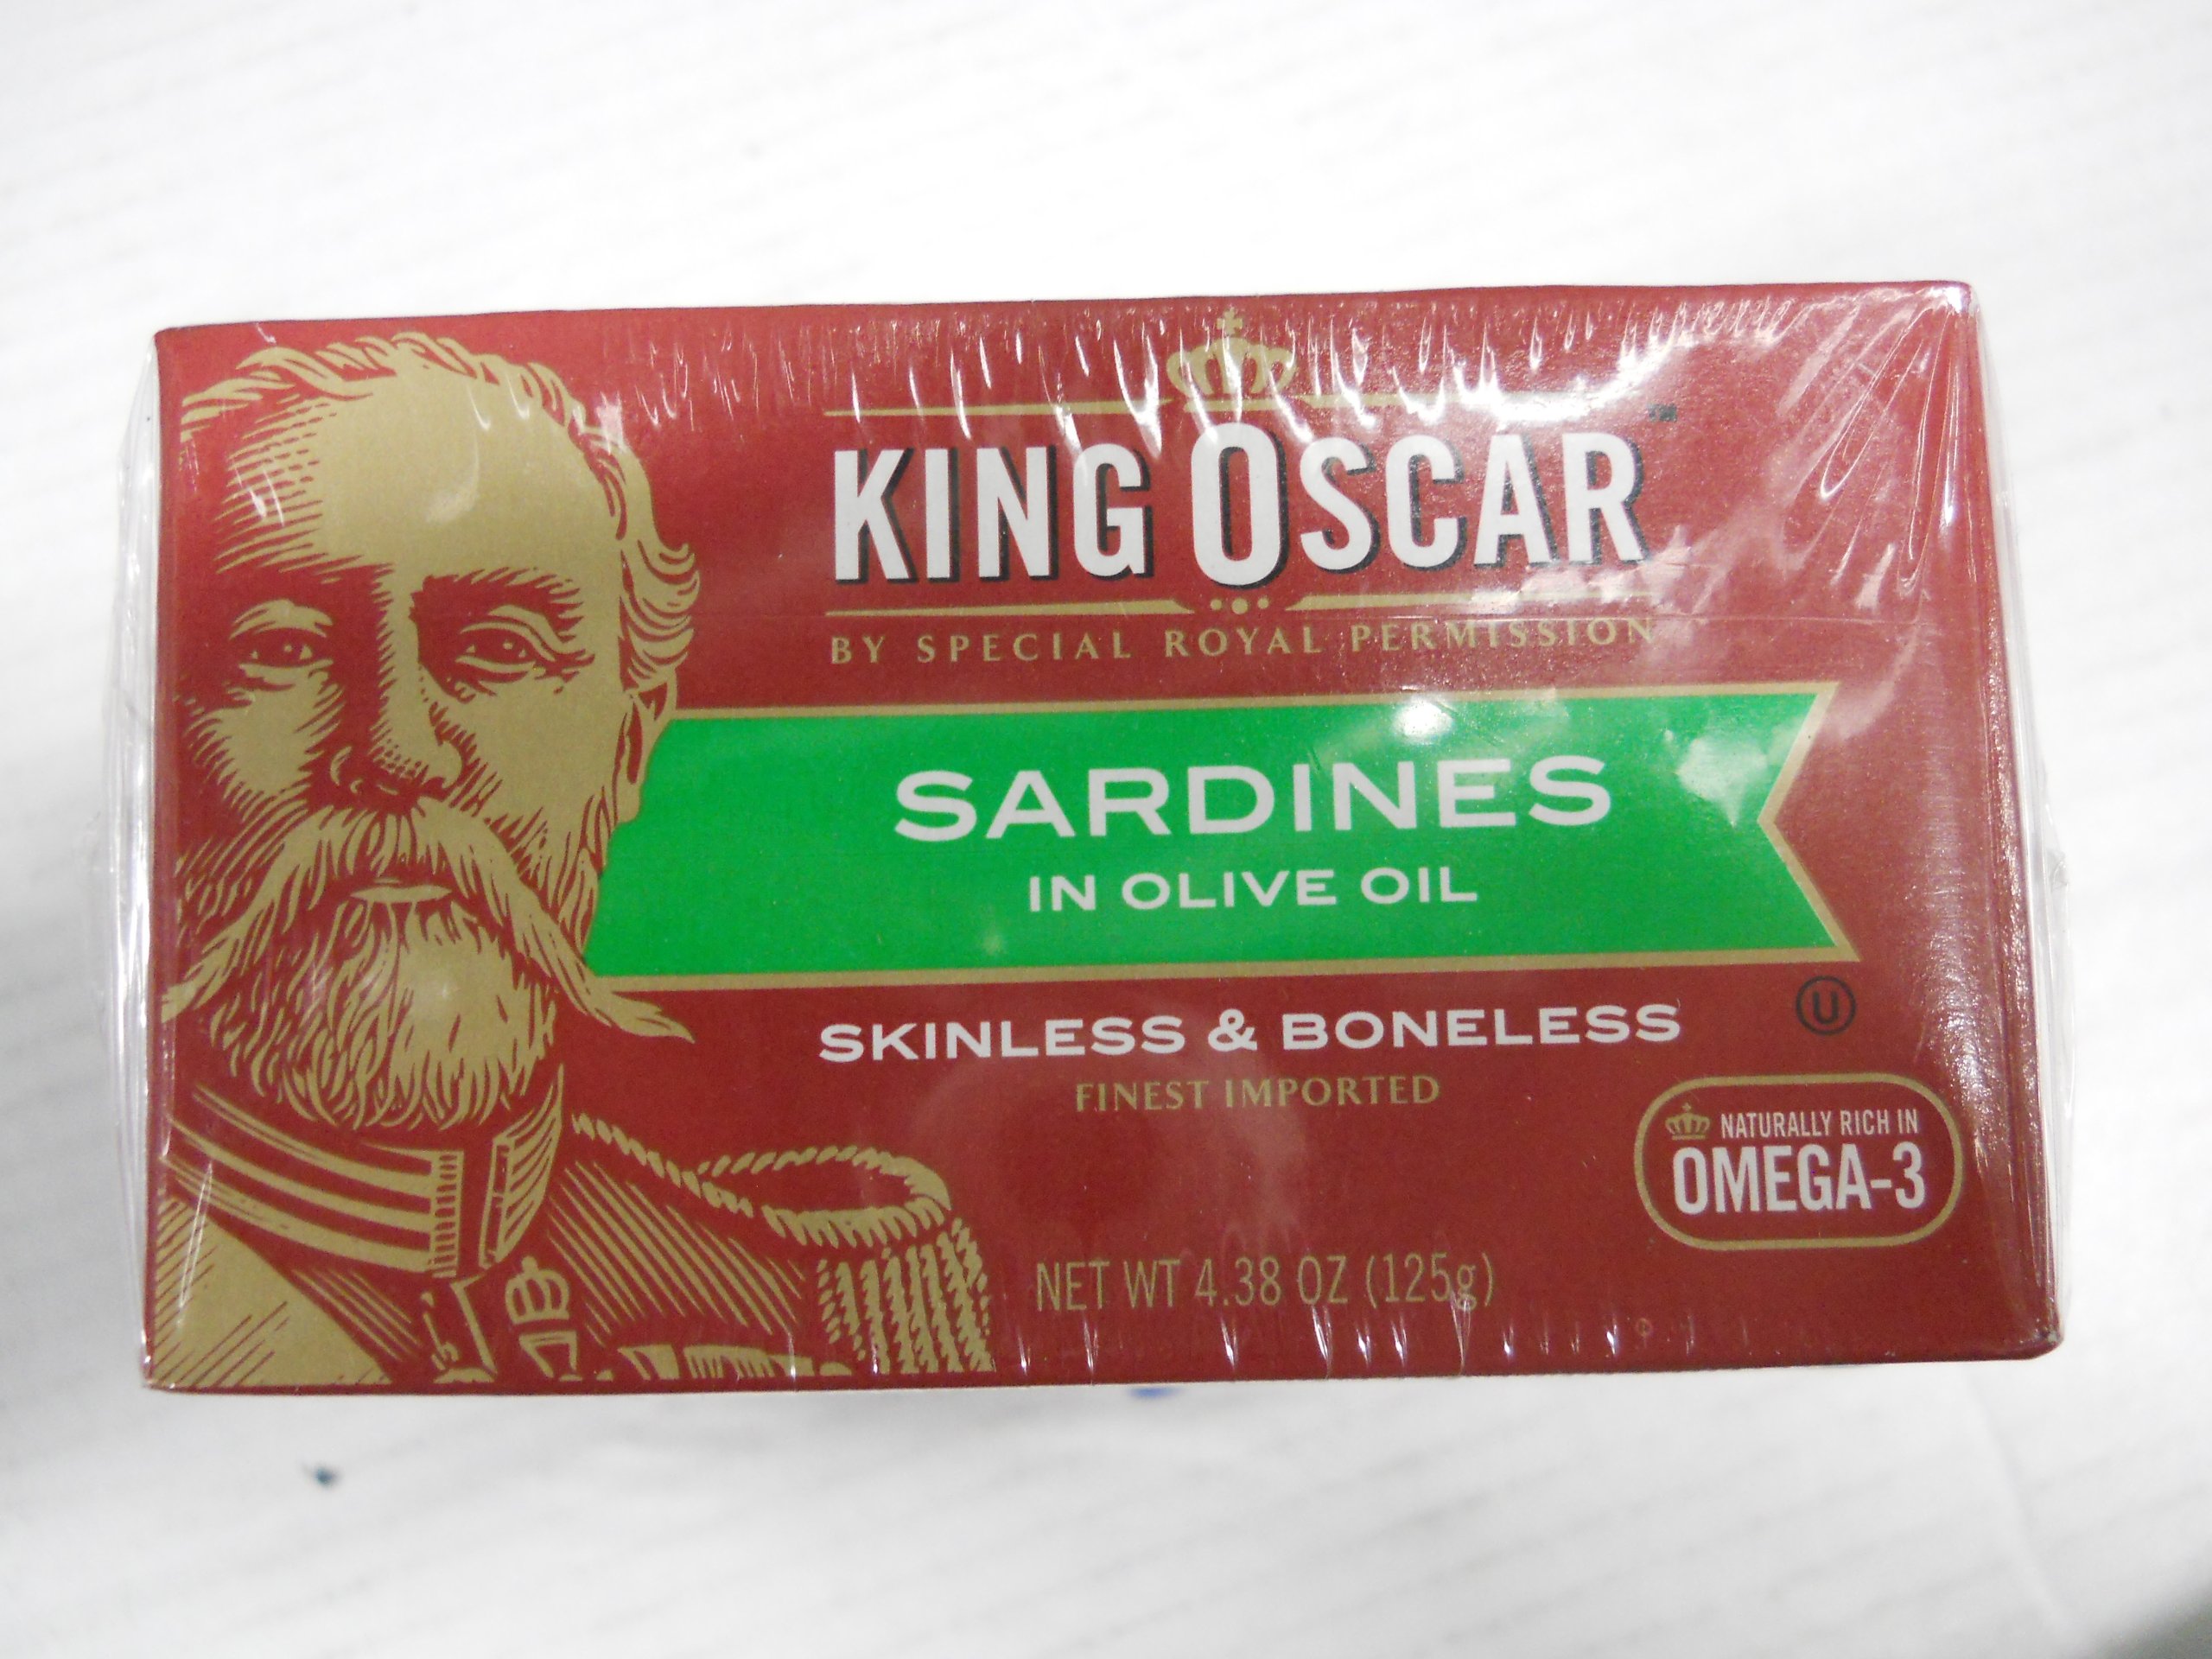 KING OSCAR™
BY SPECIAL ROYAL PERMISSION
SARDINES
IN OLIVE OIL
SKINLESS & BONELESS
U
FINEST IMPORTED
NATURALLY RICH IN
OMEGA-3
NET WT 4.38 OZ (125g)